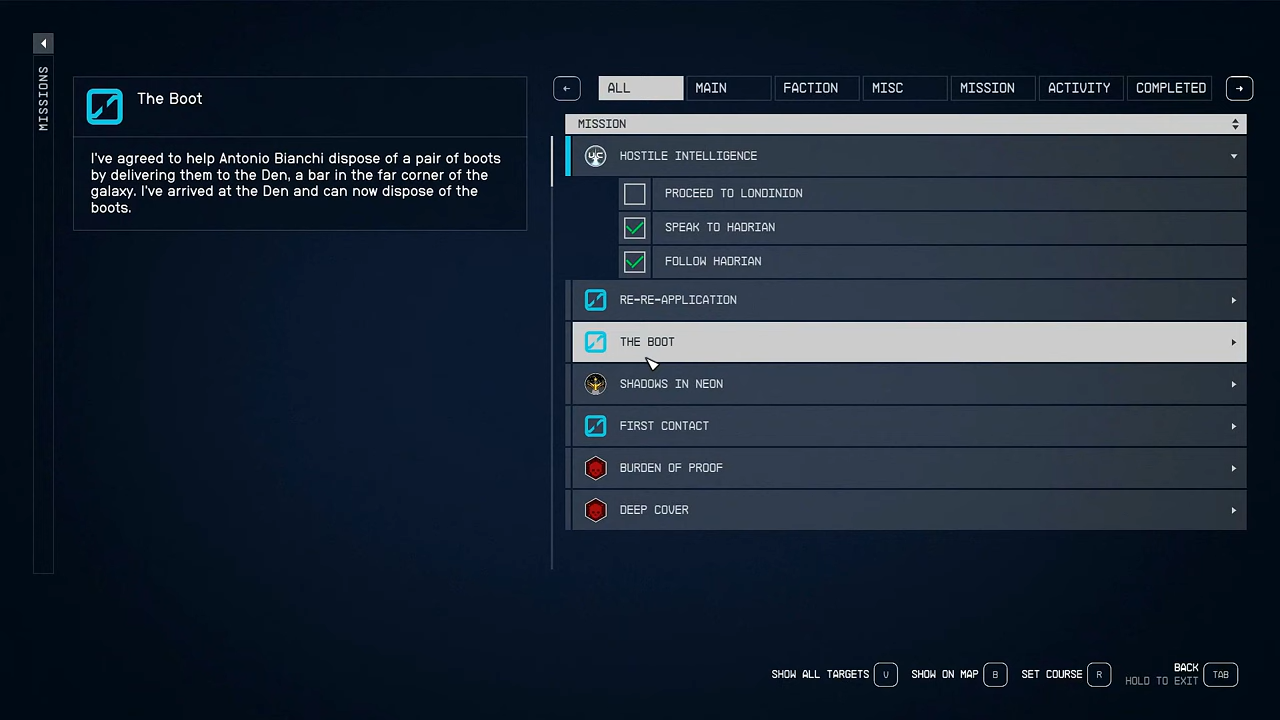 MISSIONS
The Boot
I've agreed to help Antonio Bianchi dispose of a pair of boots
by delivering them to the Den, a bar in the far corner of the
galaxy. I've arrived at the Den and can now dispose of the
boots.
ALL MAIN FACTION MISC MISSION ACTIVITY COMPLETED
MISSION
UC HOSTILE INTELLIGENCE
PROCEED TO LONDINION
SPEAK TO HADRIAN
FOLLOW HADRIAN
RE-RE-APPLICATION
THE BOOT
SHADOWS IN NEON
FIRST CONTACT
BURDEN OF PROOF
DEEP COVER
SHOW ALL TARGETS V SHOW ON MAP B SET COURSE R BACK TAB
HOLD TO EXIT